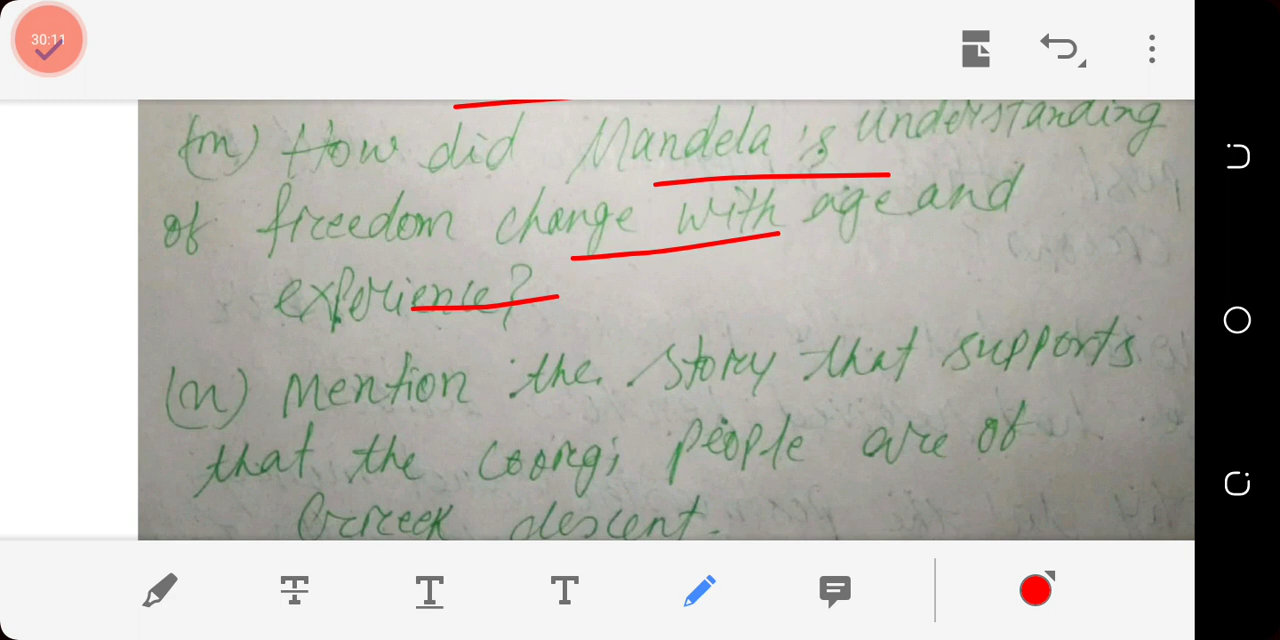 30:11
(m) How did Mandela's understanding
of freedom change with age and
experience?
(n) Mention the story that supports
that the coorgi people are of
Greek descent.